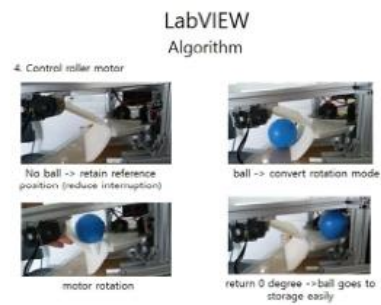 LabVIEW
Algorithm
4. Control roller motor
No ball -> retain reference
position (reduce interruption)
ball -> convert rotation mode
motor rotation
return 0 degree ->ball goes to
storage easily